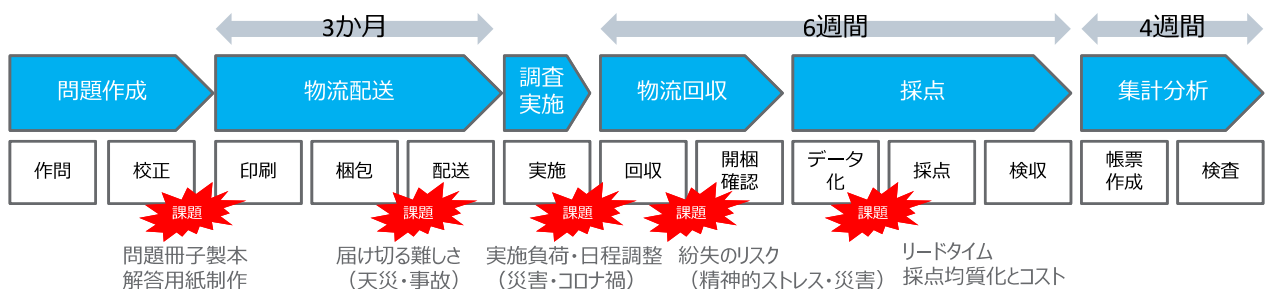 3か月
6週間
4週間
問題作成
物流配送
調査
実施
物流回収
採点
集計分析
作問
校正
印刷
梱包
配送
実施
回収
開梱
確認
データ
化
採点
検収
帳票
作成
検査
課題
課題
課題
課題
課題
問題冊子製本
解答用紙制作
届け切る難しさ
（天災・事故）
実施負荷・日程調整
（災害・コロナ禍）
紛失のリスク
（精神的ストレス・災害）
リードタイム
採点均質化とコスト